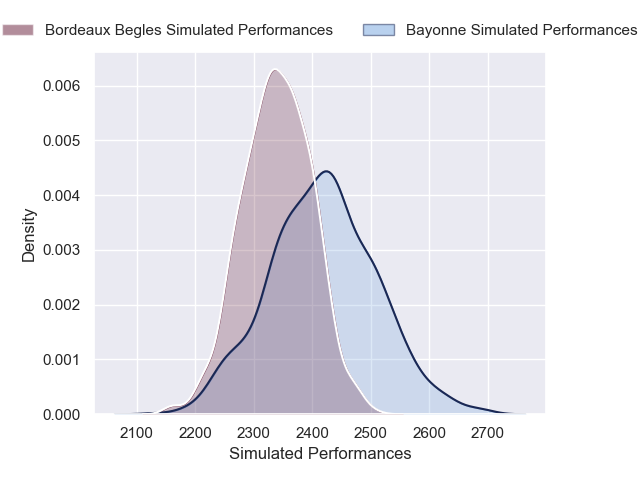 Bordeaux Begles Simulated Performances
Bayonne Simulated Performances
0.006
0.005
0.004
0.003
0.002
0.001
0.000
Density
2100 2200 2300 2400 2500 2600 2700
Simulated Performances